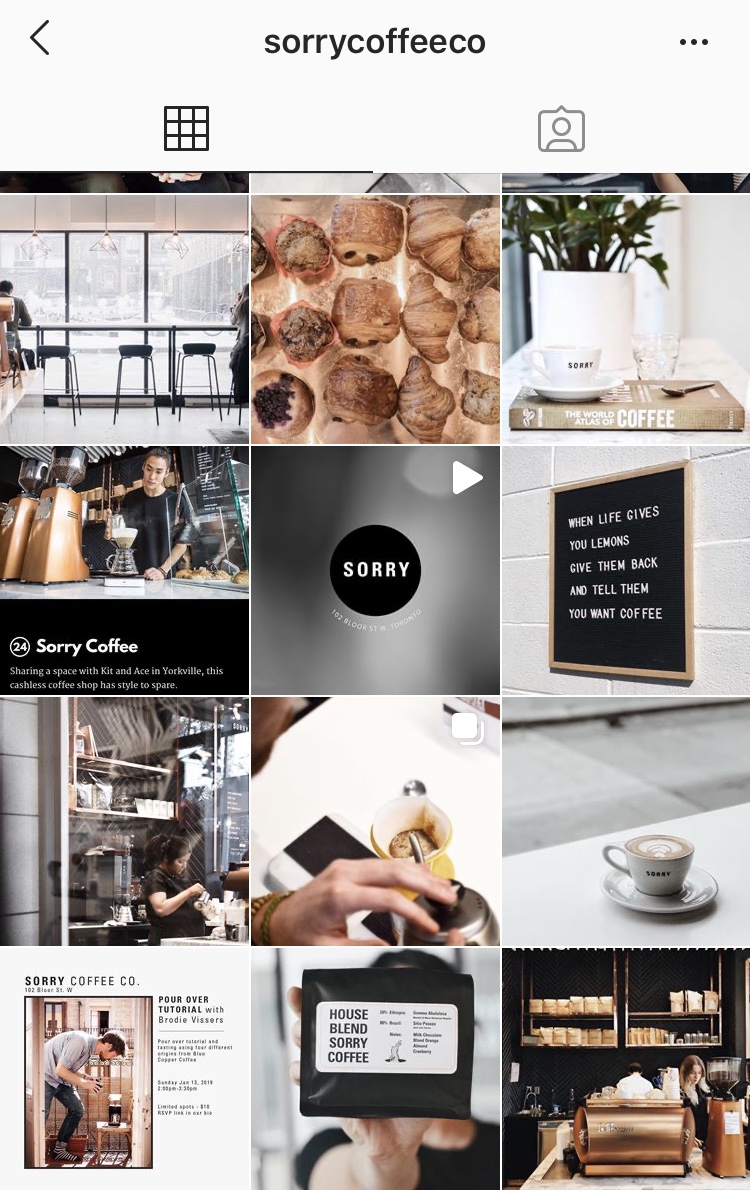 sorrycoffeeco
SORRY
THE WORLD
ATLAS OF COFFEE
24 Sorry Coffee
Sharing a space with Kit and Ace in Yorkville, this
cashless coffee shop has style to spare.
SORRY
102 BLOOR ST W, TORONTO
WHEN LIFE GIVES
YOU LEMONS
GIVE THEM BACK
AND TELL THEM
YOU WANT COFFEE
SORRY
SORRY COFFEE CO.
102 Bloor St. W
POUR OVER
TUTORIAL with
Brodie Vissers
Pour over tutorial and
tasting using four different
origins from Blue
Copper Coffee
Sunday Jan 13, 2019
2:00pm-3:30pm
Limited spots - $10
RSVP link in our bio
HOUSE
BLEND
SORRY
COFFEE
20% Ethiopia:
80% Brazil:
Sitio Passeo
Notes:
Milk Chocolate
Blood Orange
Almond
Cranberry